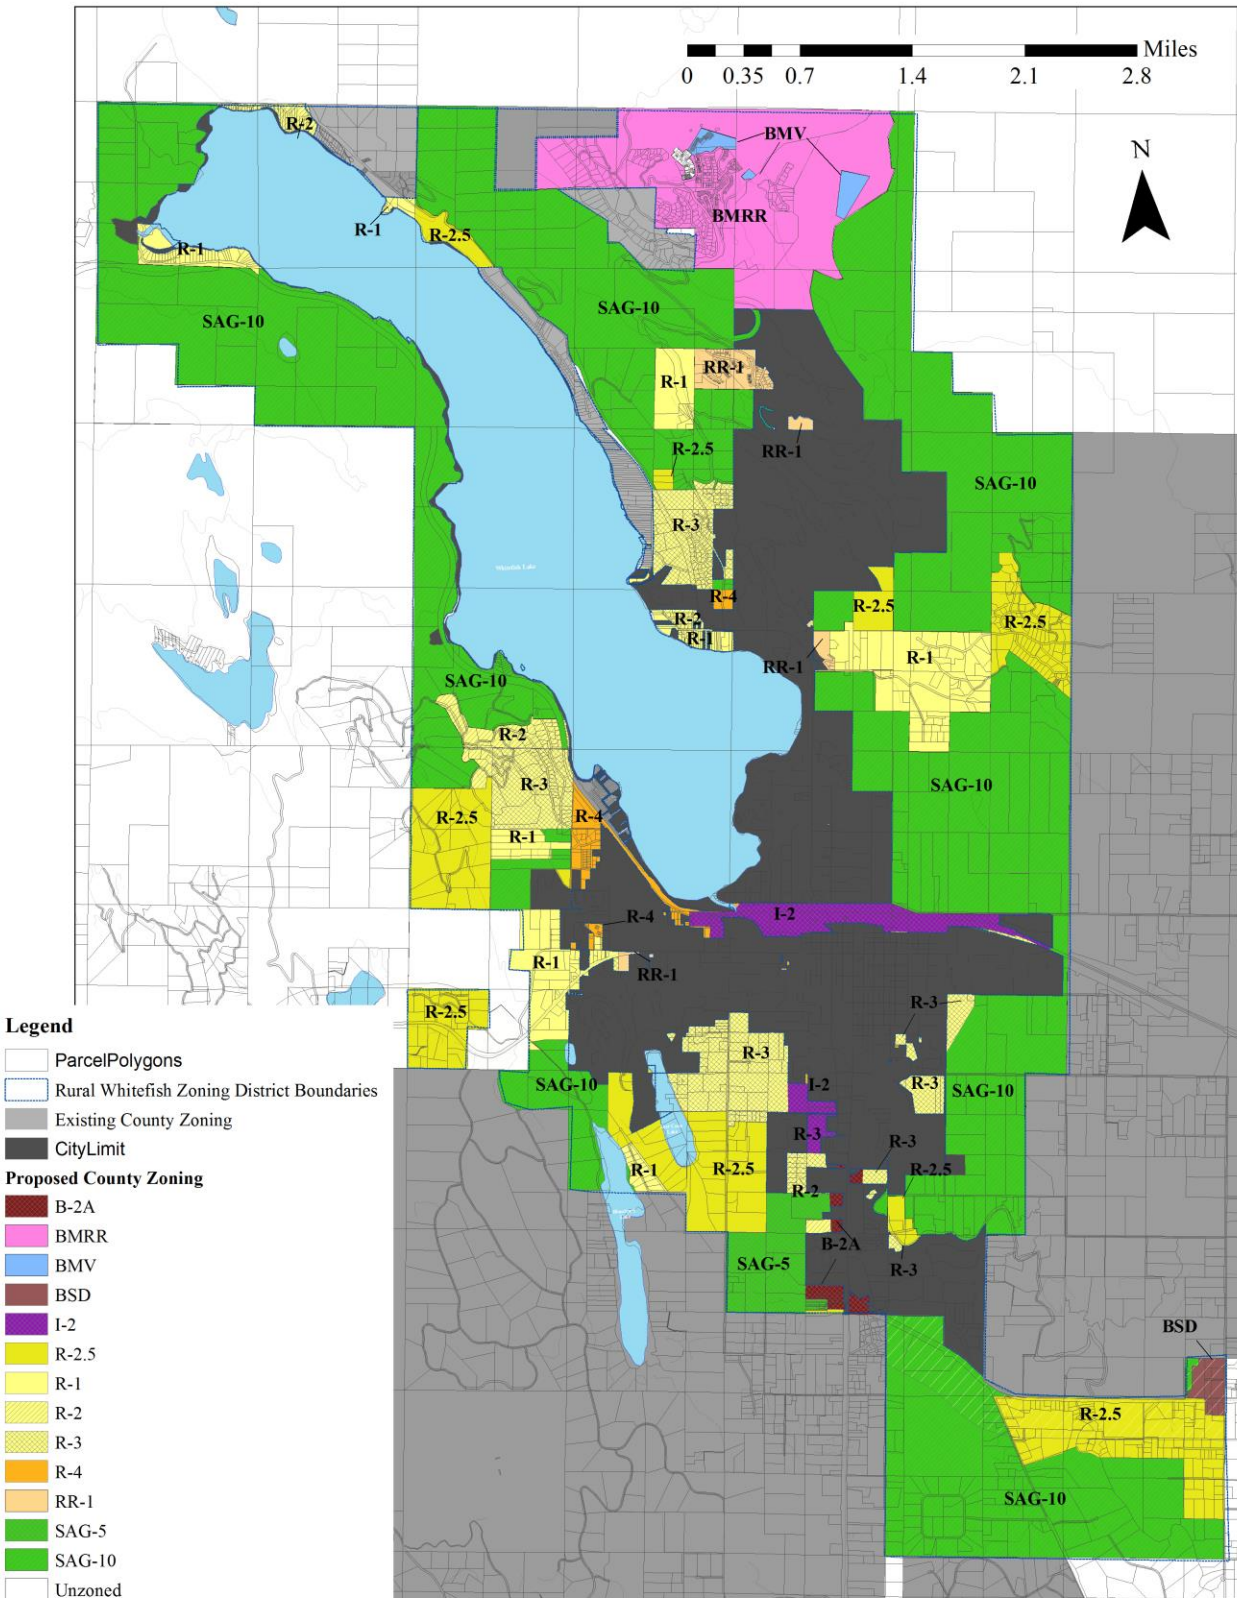 Miles
0 0.35 0.7 1.4 2.1 2.8
N
R-2
BMV
R-1
R-2.5
BMRR
R-1
SAG-10
SAG-10
R-1
RR-1
R-2.5
RR-1
SAG-10
R-3
Whitefish Lake
R-4
R-2.5
R-2
R-2.5
R-1
RR-1
R-1
SAG-10
R-2
R-3
SAG-10
R-2.5
R-4
R-1
I-2
R-4
R-1
RR-1
R-3
R-2.5
R-3
SAG-10
I-2
R-3
SAG-10
R-3
R-3
R-1
R-2.5
R-2.5
R-2
B-2A
SAG-5
R-3
BSD
R-2.5
SAG-10
Legend
ParcelPolygons
Rural Whitefish Zoning District Boundaries
Existing County Zoning
CityLimit
Proposed County Zoning
B-2A
BMRR
BMV
BSD
I-2
R-2.5
R-1
R-2
R-3
R-4
RR-1
SAG-5
SAG-10
Unzoned